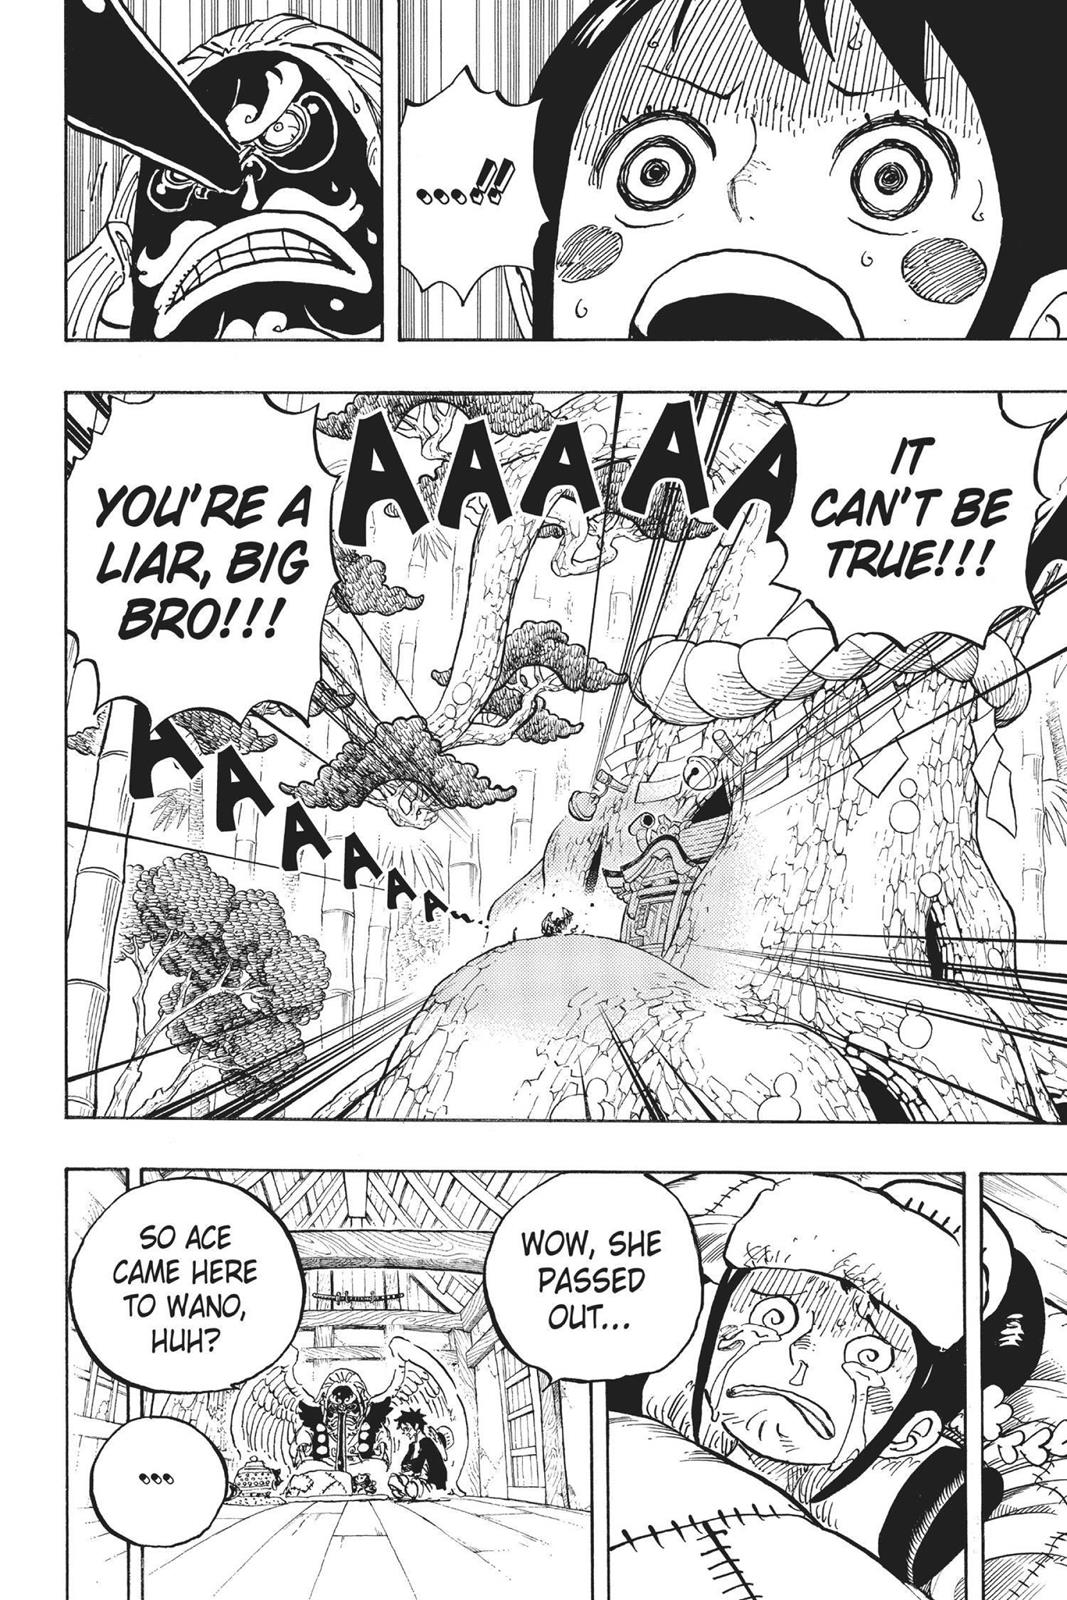 ....!!
IT
CAN'T BE
TRUE!!!
AAAAA
YOU'RE A
LIAR, BIG
BRO!!!
AAAAAAA~
WOW, SHE
PASSED
OUT...
SO ACE
CAME HERE
TO WANO,
HUH?
...